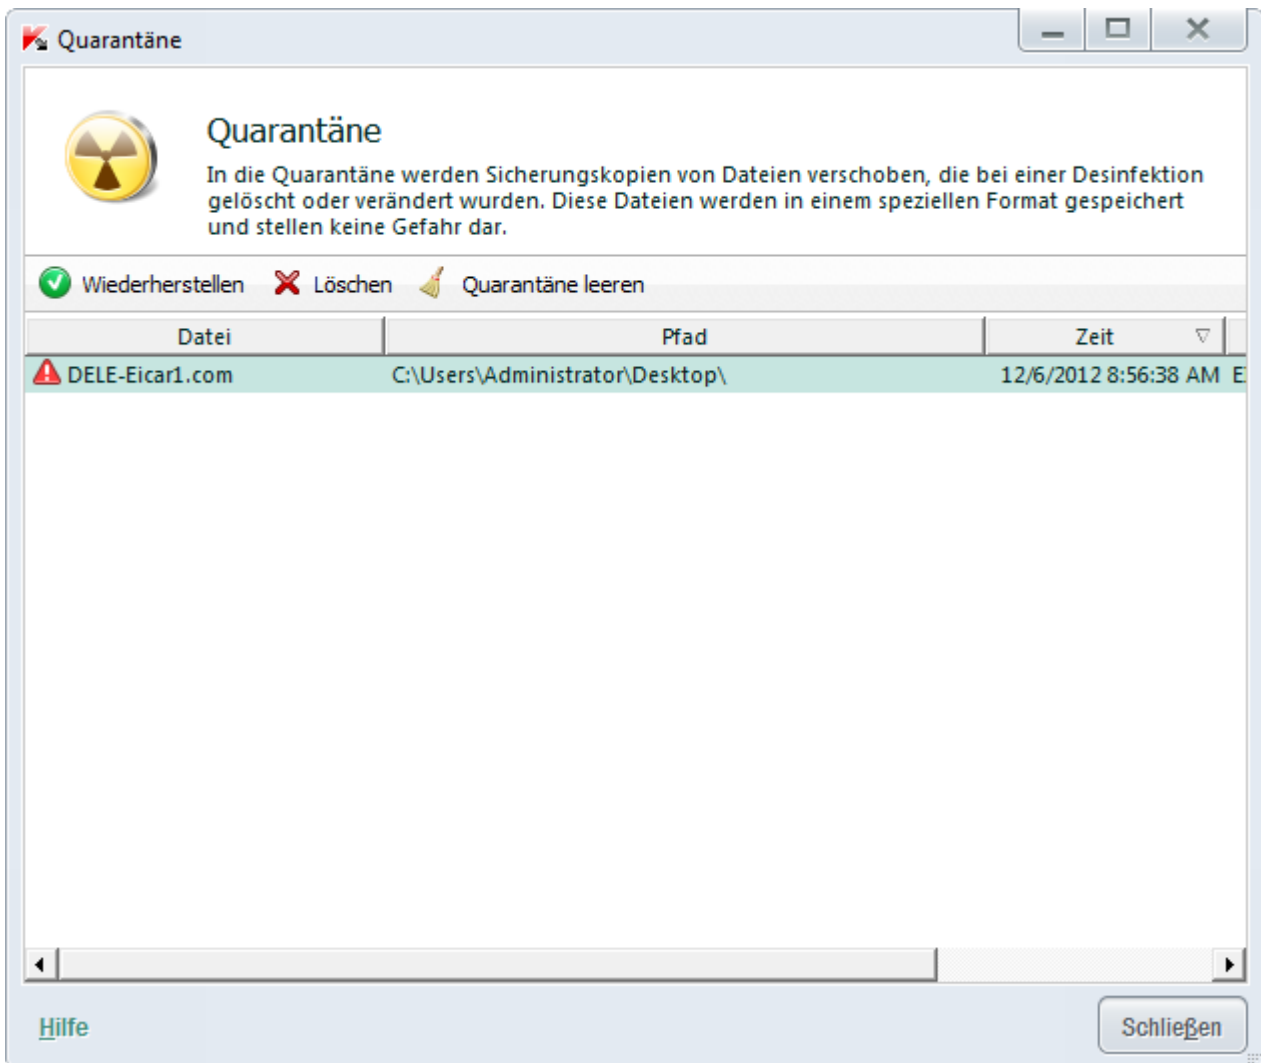 Quarantäne
Quarantäne
In die Quarantäne werden Sicherungskopien von Dateien verschoben, die bei einer Desinfektion
gelöscht oder verändert wurden. Diese Dateien werden in einem speziellen Format gespeichert
und stellen keine Gefahr dar.
Wiederherstellen Löschen Quarantäne leeren
Datei Pfad Zeit
DELE-Eicar1.com C:\Users\Administrator\Desktop\ 12/6/2012 8:56:38 AM
Hilfe Schließen